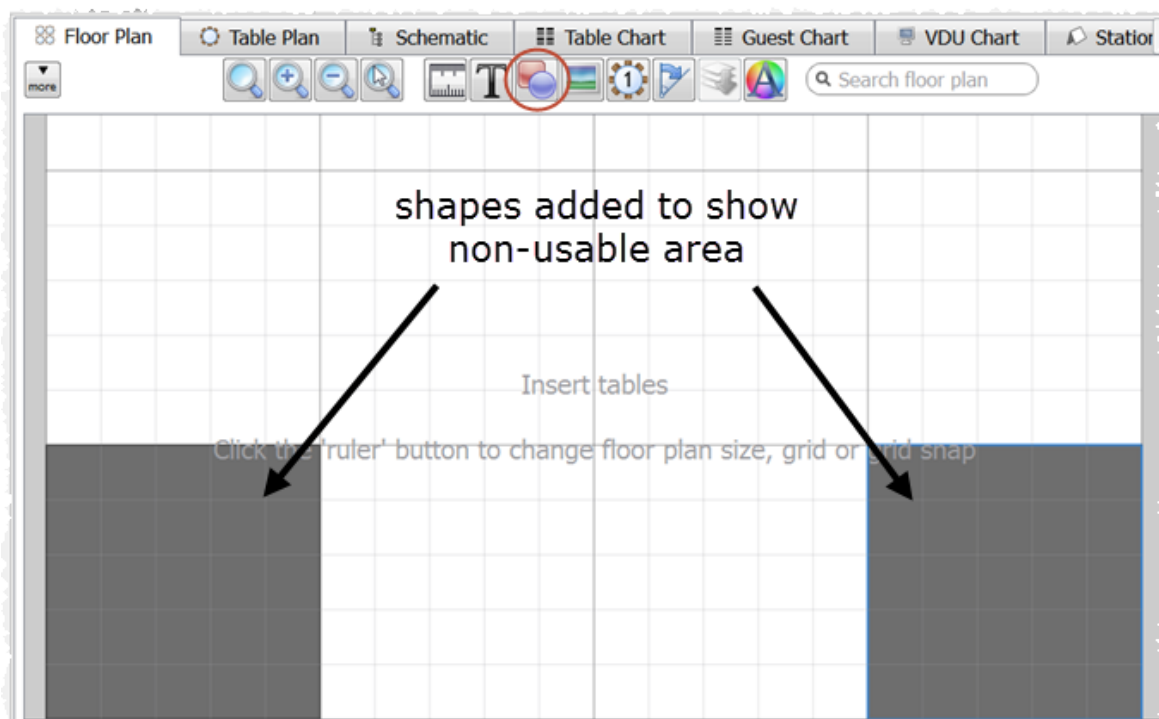 Floor Plan
Table Plan
Schematic
Table Chart
Guest Chart
VDU Chart
Station
more
T
1
A
Search floor plan
shapes added to show
non-usable area
Insert tables
Click the 'ruler' button to change floor plan size, grid or grid snap